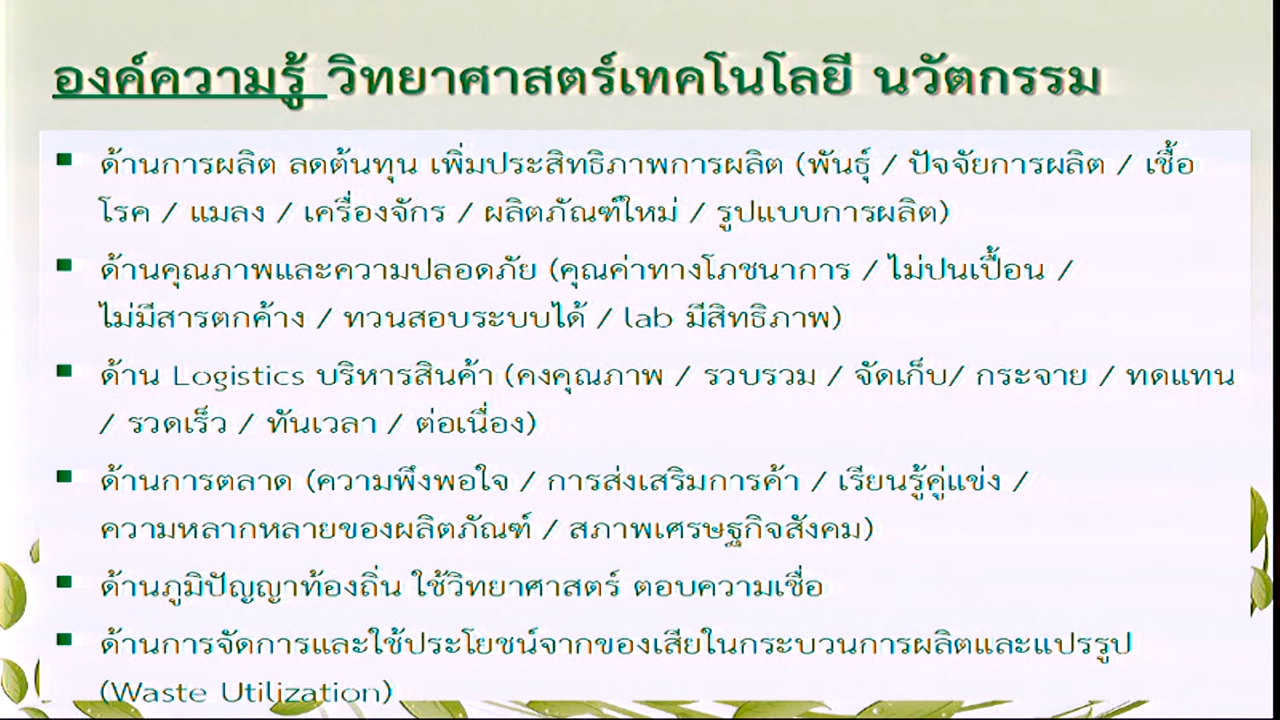 องค์ความรู้ วิทยาศาสตร์เทคโนโลยี นวัตกรรม
▪ ด้านการผลิต ลดต้นทุน เพิ่มประสิทธิภาพการผลิต (พันธุ์ / ปัจจัยการผลิต / เชื้อ
โรค / แมลง / เครื่องจักร / ผลิตภัณฑ์ใหม่ / รูปแบบการผลิต)
▪ ด้านคุณภาพและความปลอดภัย (คุณค่าทางโภชนาการ / ไม่ปนเปื้อน /
ไม่มีสารตกค้าง / ทวนสอบระบบได้ / lab มีสิทธิภาพ)
▪ ด้าน Logistics บริหารสินค้า (คงคุณภาพ / รวบรวม / จัดเก็บ/ กระจาย / ทดแทน
/ รวดเร็ว / ทันเวลา / ต่อเนื่อง)
▪ ด้านการตลาด (ความพึงพอใจ / การส่งเสริมการค้า / เรียนรู้คู่แข่ง /
ความหลากหลายของผลิตภัณฑ์ / สภาพเศรษฐกิจสังคม)
▪ ด้านภูมิปัญญาท้องถิ่น ใช้วิทยาศาสตร์ ตอบความเชื่อ
▪ ด้านการจัดการและใช้ประโยชน์จากของเสียในกระบวนการผลิตและแปรรูป
(Waste Utilization)